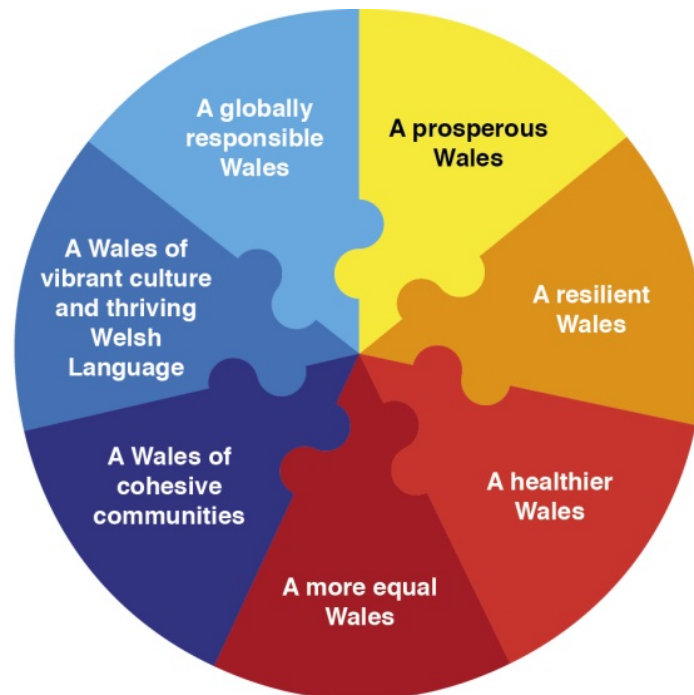 A globally
responsible
Wales
A prosperous
Wales
A resilient
Wales
A healthier
Wales
A more equal
Wales
A Wales of
cohesive
communities
A Wales of
vibrant culture
and thriving
Welsh
Language